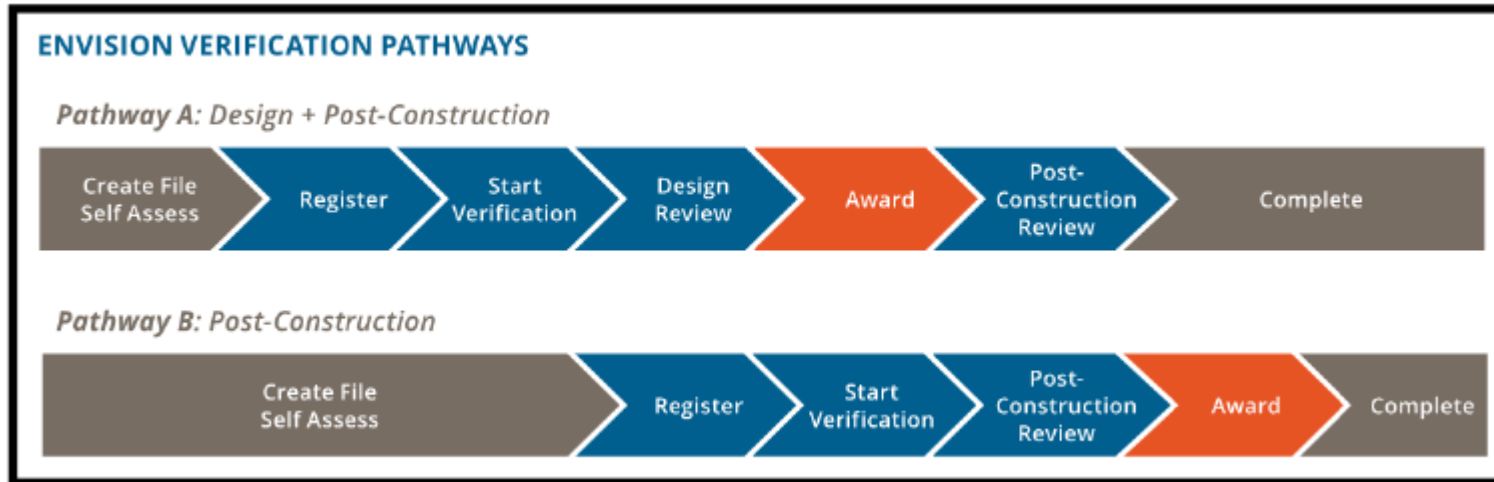 ENVISION VERIFICATION PATHWAYS
Pathway A: Design + Post-Construction
Create File
Self Assess
Register
Start
Verification
Design
Review
Award
Post-
Construction
Review
Complete
Pathway B: Post-Construction
Create File
Self Assess
Register
Start
Verification
Post-
Construction
Review
Award
Complete